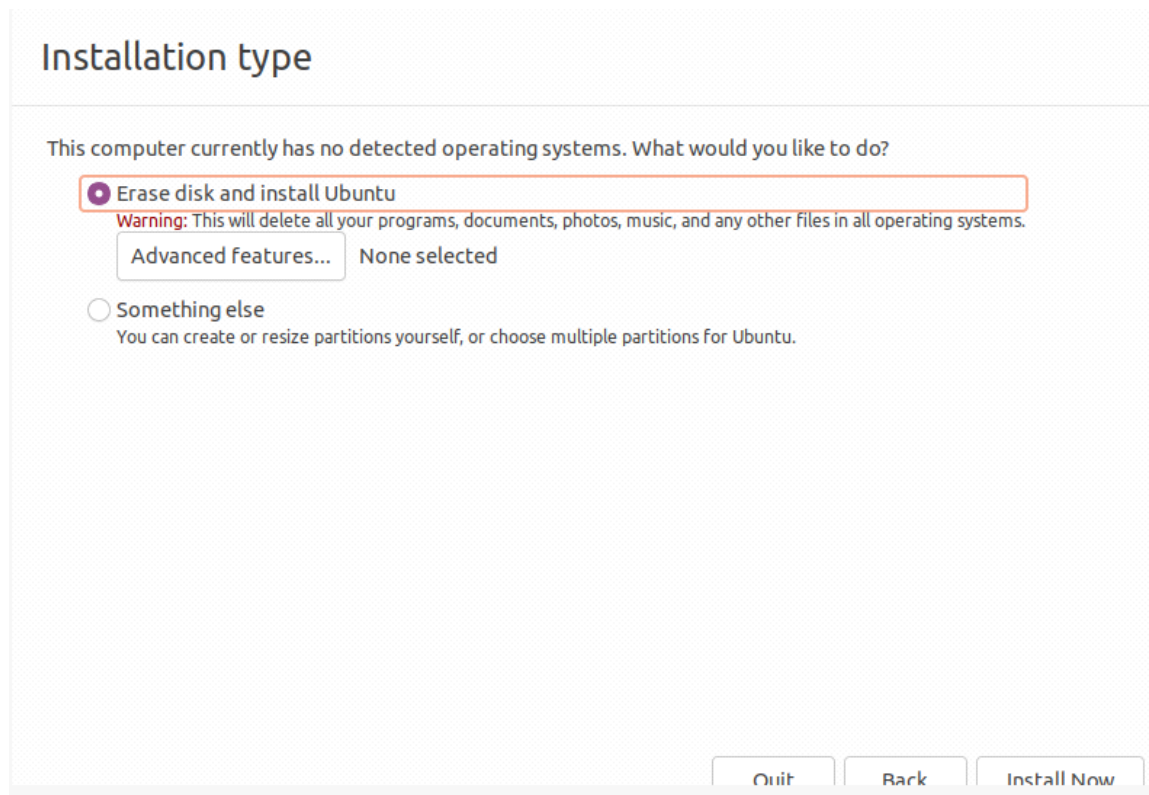 Installation type
This computer currently has no detected operating systems. What would you like to do?
Erase disk and install Ubuntu
Warning: This will delete all your programs, documents, photos, music, and any other files in all operating systems.
Advanced features... None selected
Something else
You can create or resize partitions yourself, or choose multiple partitions for Ubuntu.
Quit Back Install Now